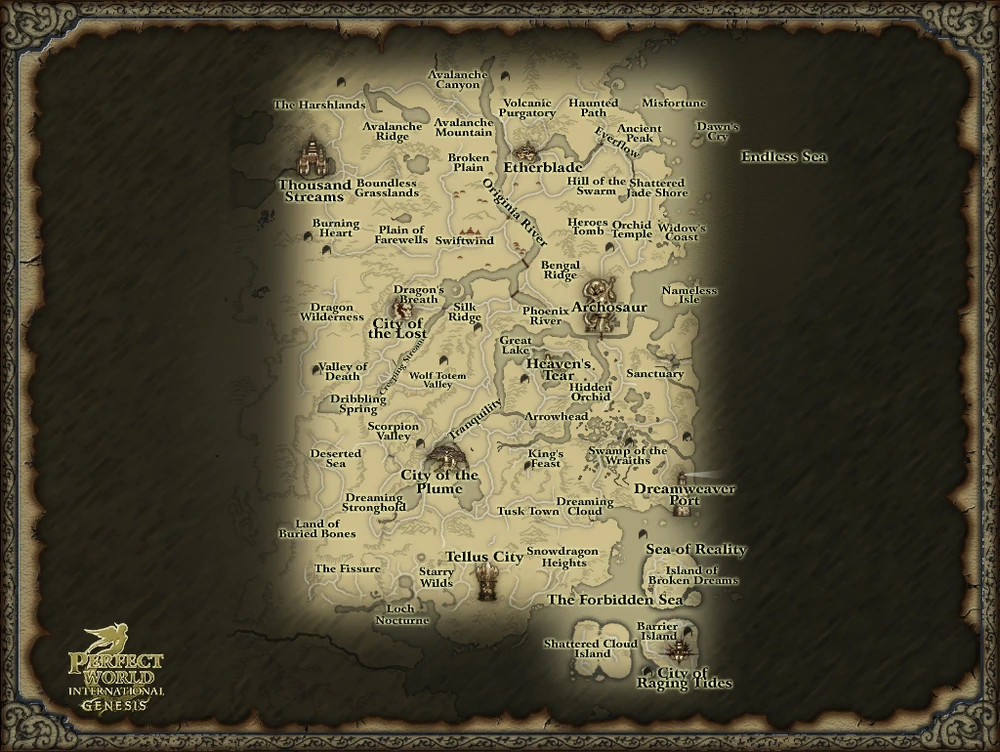 Avalanche
Canyon
The Harshlands
Volcanic
Purgatory
Haunted
Path
Misfortune
Avalanche
Ridge
Avalanche
Mountain
Everflow
Ancient
Peak
Dawn's
Cry
Endless Sea
Broken
Plain
Etherblade
Thousand
Streams
Boundless
Grasslands
Originia River
Hill of the
Swarm
Shattered
Jade Shore
Burning
Heart
Plain of
Farewells
Swiftwind
Heroes
Tomb
Orchid
Temple
Widow's
Coast
Bengal
Ridge
Dragon's
Breath
Nameless
Isle
Dragon
Wilderness
City of
the Lost
Silk
Ridge
Phoenix
River
Archosaur
Creeping Stream
Great
Lake
Heaven's
Tear
Valley of
Death
Wolf Totem
Valley
Sanctuary
Hidden
Orchid
Dribbling
Spring
Tranquility
Arrowhead
Scorpion
Valley
Deserted
Sea
King's
Feast
Swamp of the
Wraiths
City of the
Plume
Dreamweaver
Port
Dreaming
Stronghold
Tusk Town
Dreaming
Cloud
Land of
Buried Bones
Tellus City
Snowdragon
Heights
Sea of Reality
The Fissure
Starry
Wilds
Island of
Broken Dreams
The Forbidden Sea
Loch
Nocturne
Barrier
Island
Shattered Cloud
Island
City of
Raging Tides
PERFECT
WORLD
INTERNATIONAL
GENESIS